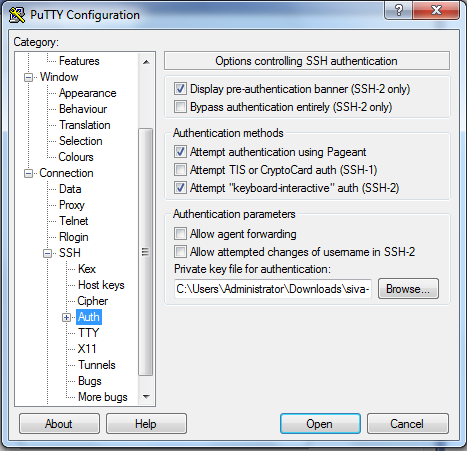 PuTTY Configuration
?
Category:
Features
Window
Appearance
Behaviour
Translation
Selection
Colours
Connection
Data
Proxy
Telnet
Rlogin
SSH
Kex
Host keys
Cipher
Auth
TTY
X11
Tunnels
Bugs
More bugs
Options controlling SSH authentication
Display pre-authentication banner (SSH-2 only)
Bypass authentication entirely (SSH-2 only)
Authentication methods
Attempt authentication using Pageant
Attempt TIS or CryptoCard auth (SSH-1)
Attempt "keyboard-interactive" auth (SSH-2)
Authentication parameters
Allow agent forwarding
Allow attempted changes of username in SSH-2
Private key file for authentication:
C:\Users\Administrator\Downloads\siva-
Browse...
About
Help
Open
Cancel